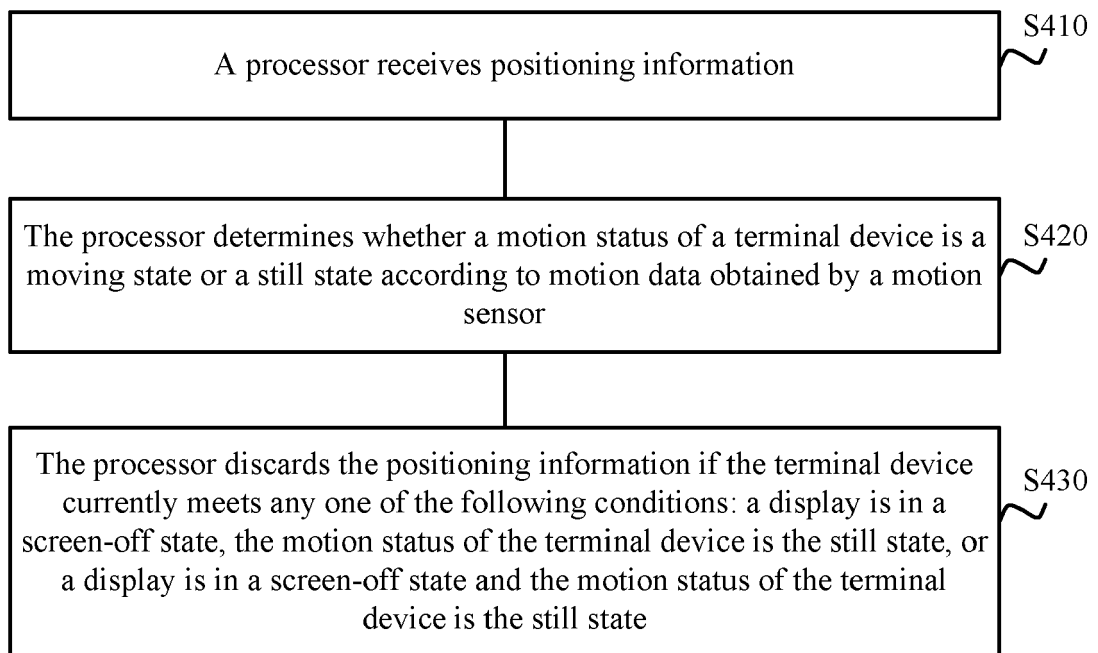 S410
A processor receives positioning information
S420
The processor determines whether a motion status of a terminal device is a
moving state or a still state according to motion data obtained by a motion
sensor
S430
The processor discards the positioning information if the terminal device
currently meets any one of the following conditions: a display is in a
screen-off state, the motion status of the terminal device is the still state, or
a display is in a screen-off state and the motion status of the terminal
device is the still state